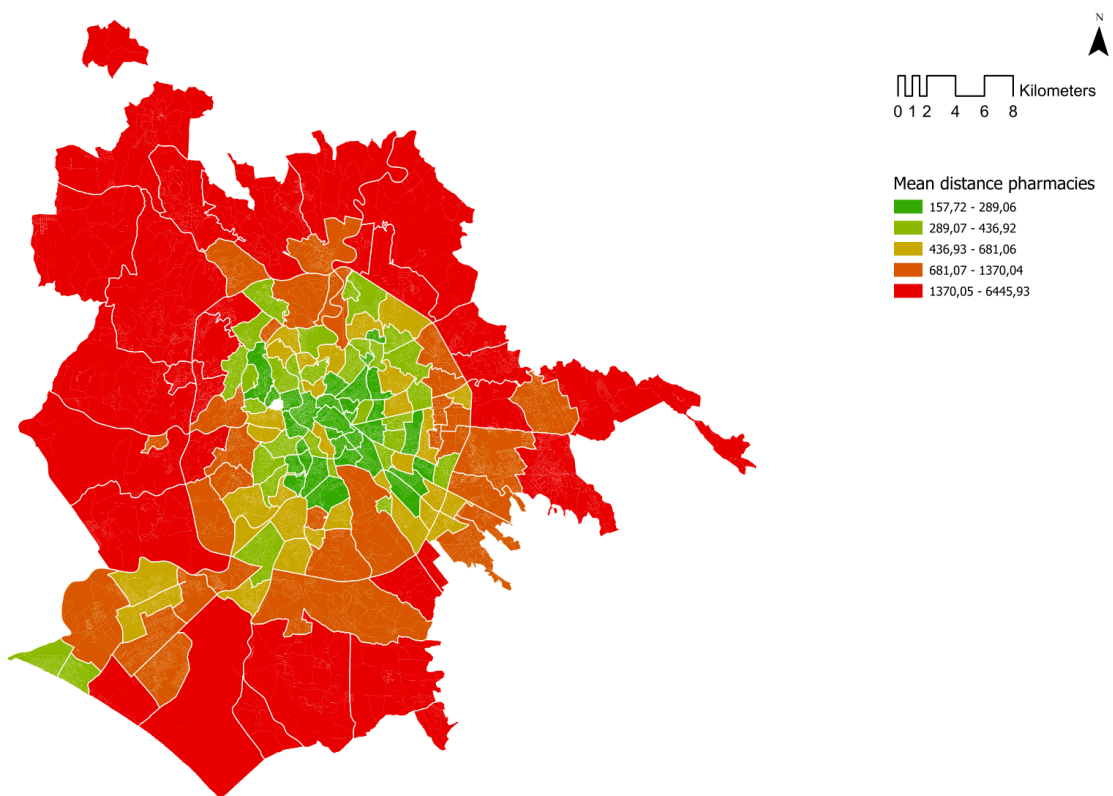 N
Kilometers
0 1 2 4 6 8
Mean distance pharmacies
157,72 - 289,06
289,07 - 436,92
436,93 - 681,06
681,07 - 1370,04
1370,05 - 6445,93